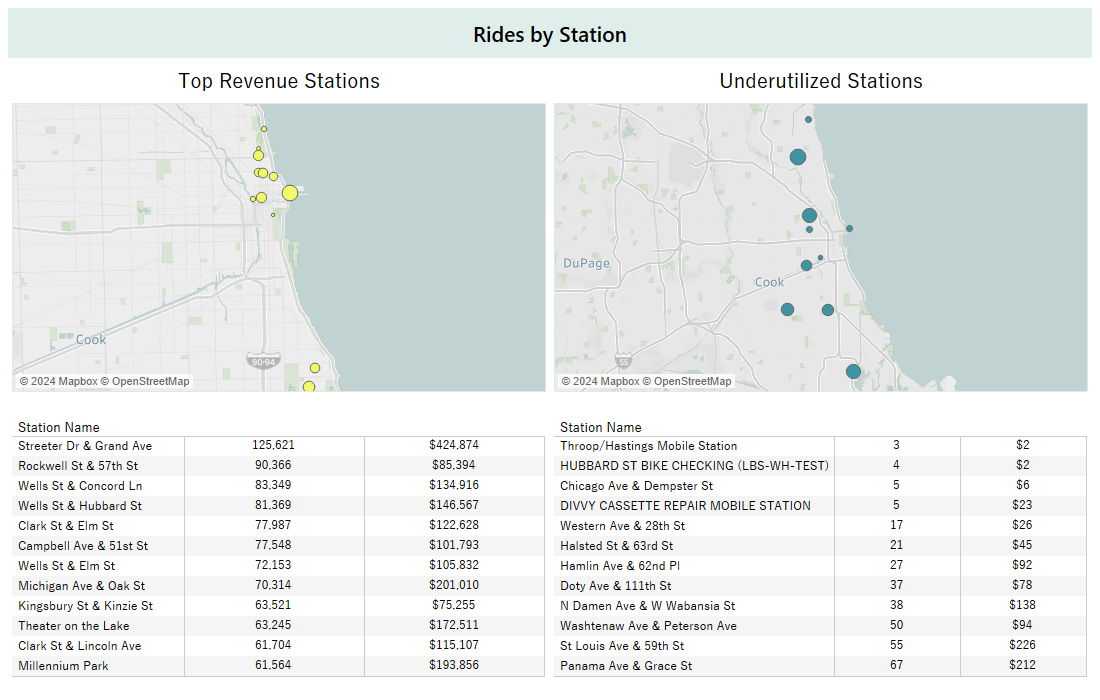 Rides by Station
Top Revenue Stations
Underutilized Stations
Cook
90-94
© 2024 Mapbox © OpenStreetMap
DuPage
Cook
55
© 2024 Mapbox © OpenStreetMap
Station Name
Streeter Dr & Grand Ave 125,621 $424,874
Rockwell St & 57th St 90,366 $85,394
Wells St & Concord Ln 83,349 $134,916
Wells St & Hubbard St 81,369 $146,567
Clark St & Elm St 77,987 $122,628
Campbell Ave & 51st St 77,548 $101,793
Wells St & Elm St 72,153 $105,832
Michigan Ave & Oak St 70,314 $201,010
Kingsbury St & Kinzie St 63,521 $75,255
Theater on the Lake 63,245 $172,511
Clark St & Lincoln Ave 61,704 $115,107
Millennium Park 61,564 $193,856
Station Name
Throop/Hastings Mobile Station 3 $2
HUBBARD ST BIKE CHECKING (LBS-WH-TEST) 4 $2
Chicago Ave & Dempster St 5 $6
DIVVY CASSETTE REPAIR MOBILE STATION 5 $23
Western Ave & 28th St 17 $26
Halsted St & 63rd St 21 $45
Hamlin Ave & 62nd Pl 27 $92
Doty Ave & 111th St 37 $78
N Damen Ave & W Wabansia St 38 $138
Washtenaw Ave & Peterson Ave 50 $94
St Louis Ave & 59th St 55 $226
Panama Ave & Grace St 67 $212